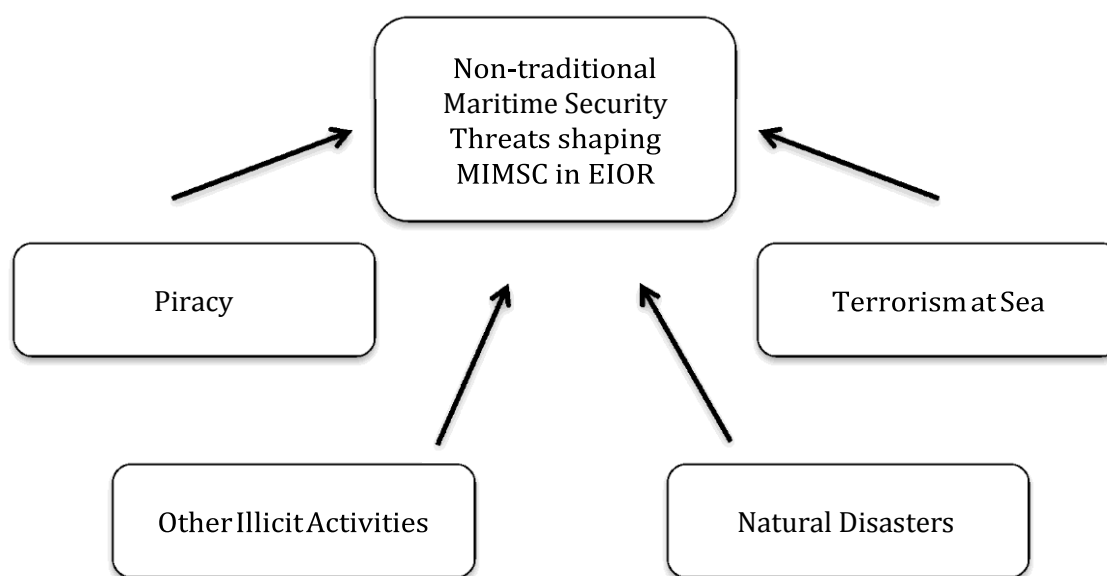 Non-traditional
Maritime Security
Threats shaping
MIMSC in EIOR
Piracy
Terrorism at Sea
Other Illicit Activities
Natural Disasters